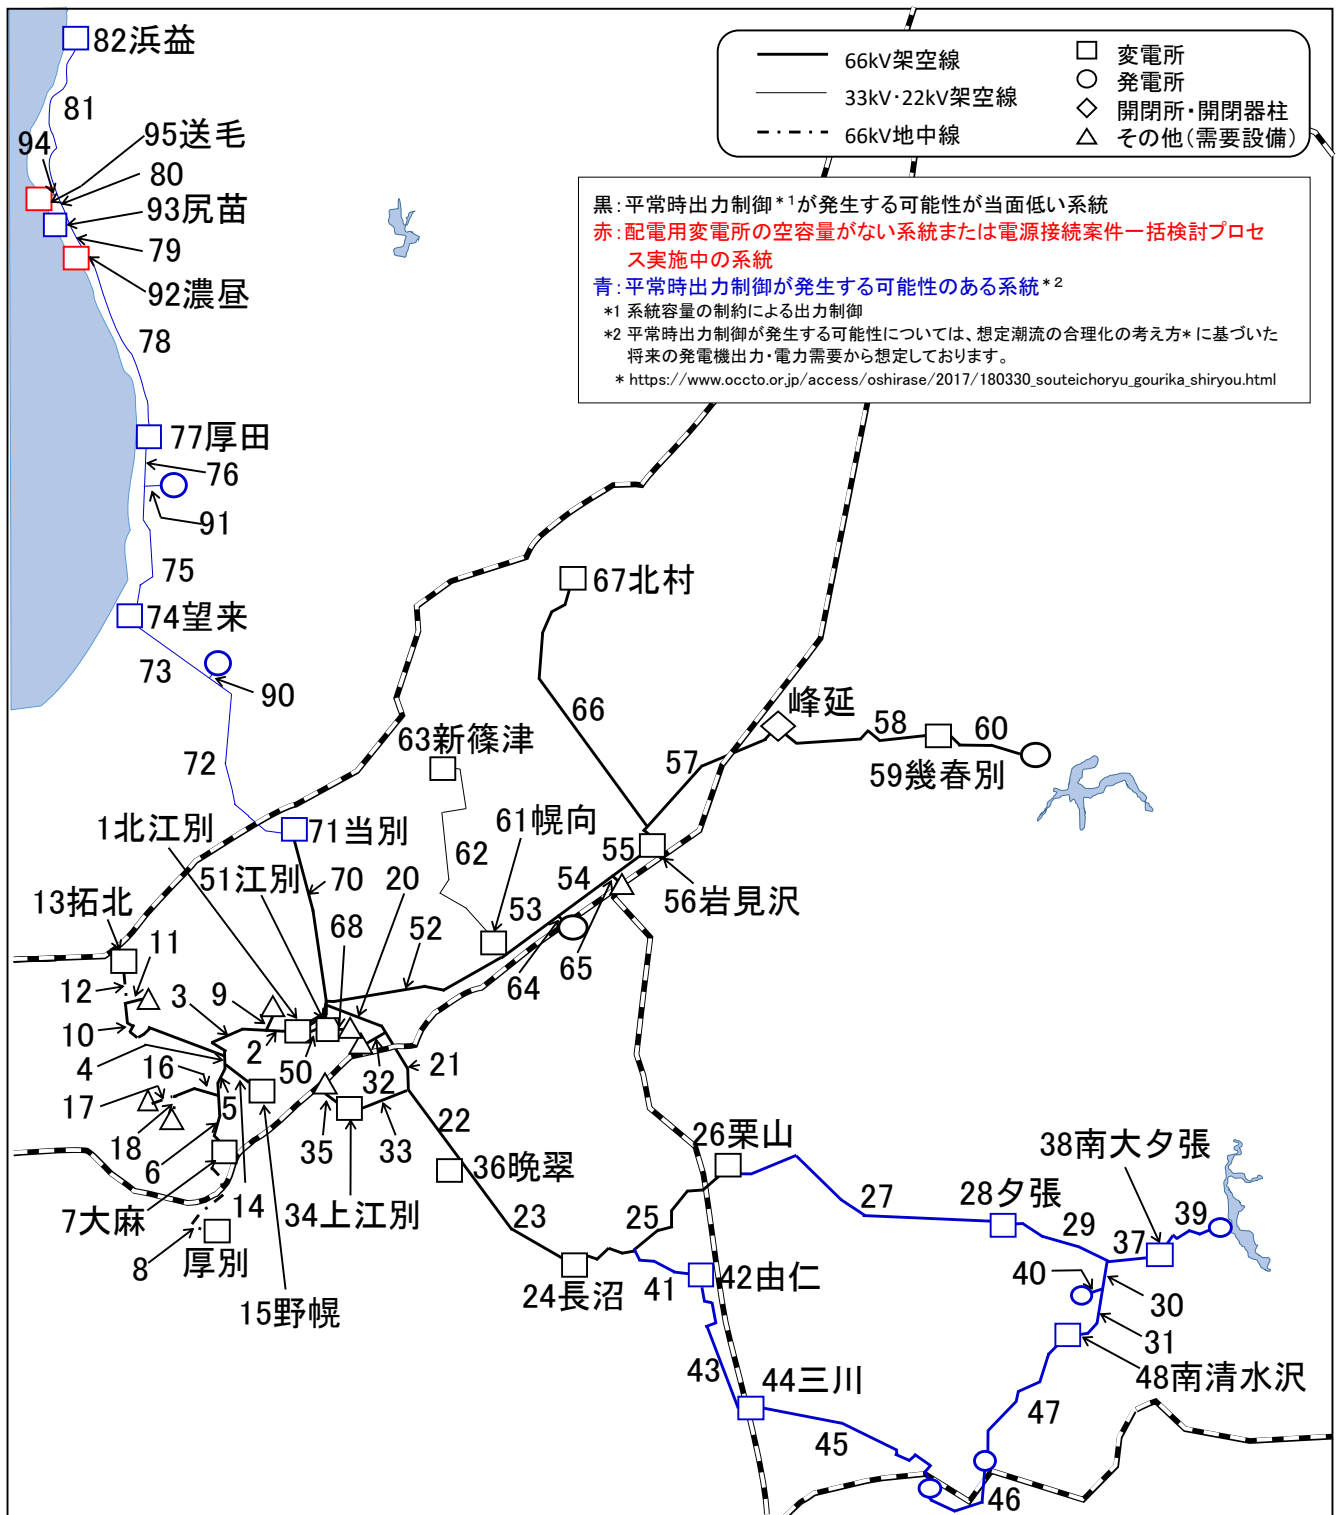 82浜益
81
94
95送毛
80
93尻苗
79
92濃昼
78
77厚田
76
91
75
74望来
73
90
72
66kV架空線
33kV･22kV架空線
66kV地中線
変電所
発電所
開閉所･開閉器柱
その他(需要設備)
黒:平常時出力制御*1が発生する可能性が当面低い系統
赤:配電用変電所の空容量がない系統または電源接続案件一括検討プロセ
ス実施中の系統
青:平常時出力制御が発生する可能性のある系統*2
*1 系統容量の制約による出力制御
*2 平常時出力制御が発生する可能性については、想定潮流の合理化の考え方* に基づいた
将来の発電機出力・電力需要から想定しております。
* https://www.occto.or.jp/access/oshirase/2017/180330_souteichoryu_gourika_shiryou.html
67北村
66
峰延
58
60
57
59幾春別
63新篠津
62
61幌向
1北江別
71当別
51江別
70
20
55
54
56岩見沢
53
68
52
65
64
13拓北
11
12
3
9
10
4
2
50
32
21
16
17
5
18
6
35
33
22
14
7大麻
34上江別
36晩翠
8
厚別
15野幌
23
25
26栗山
24長沼
41
42由仁
27
28夕張
29
38南大夕張
39
37
40
30
31
48南清水沢
43
44三川
45
47
46